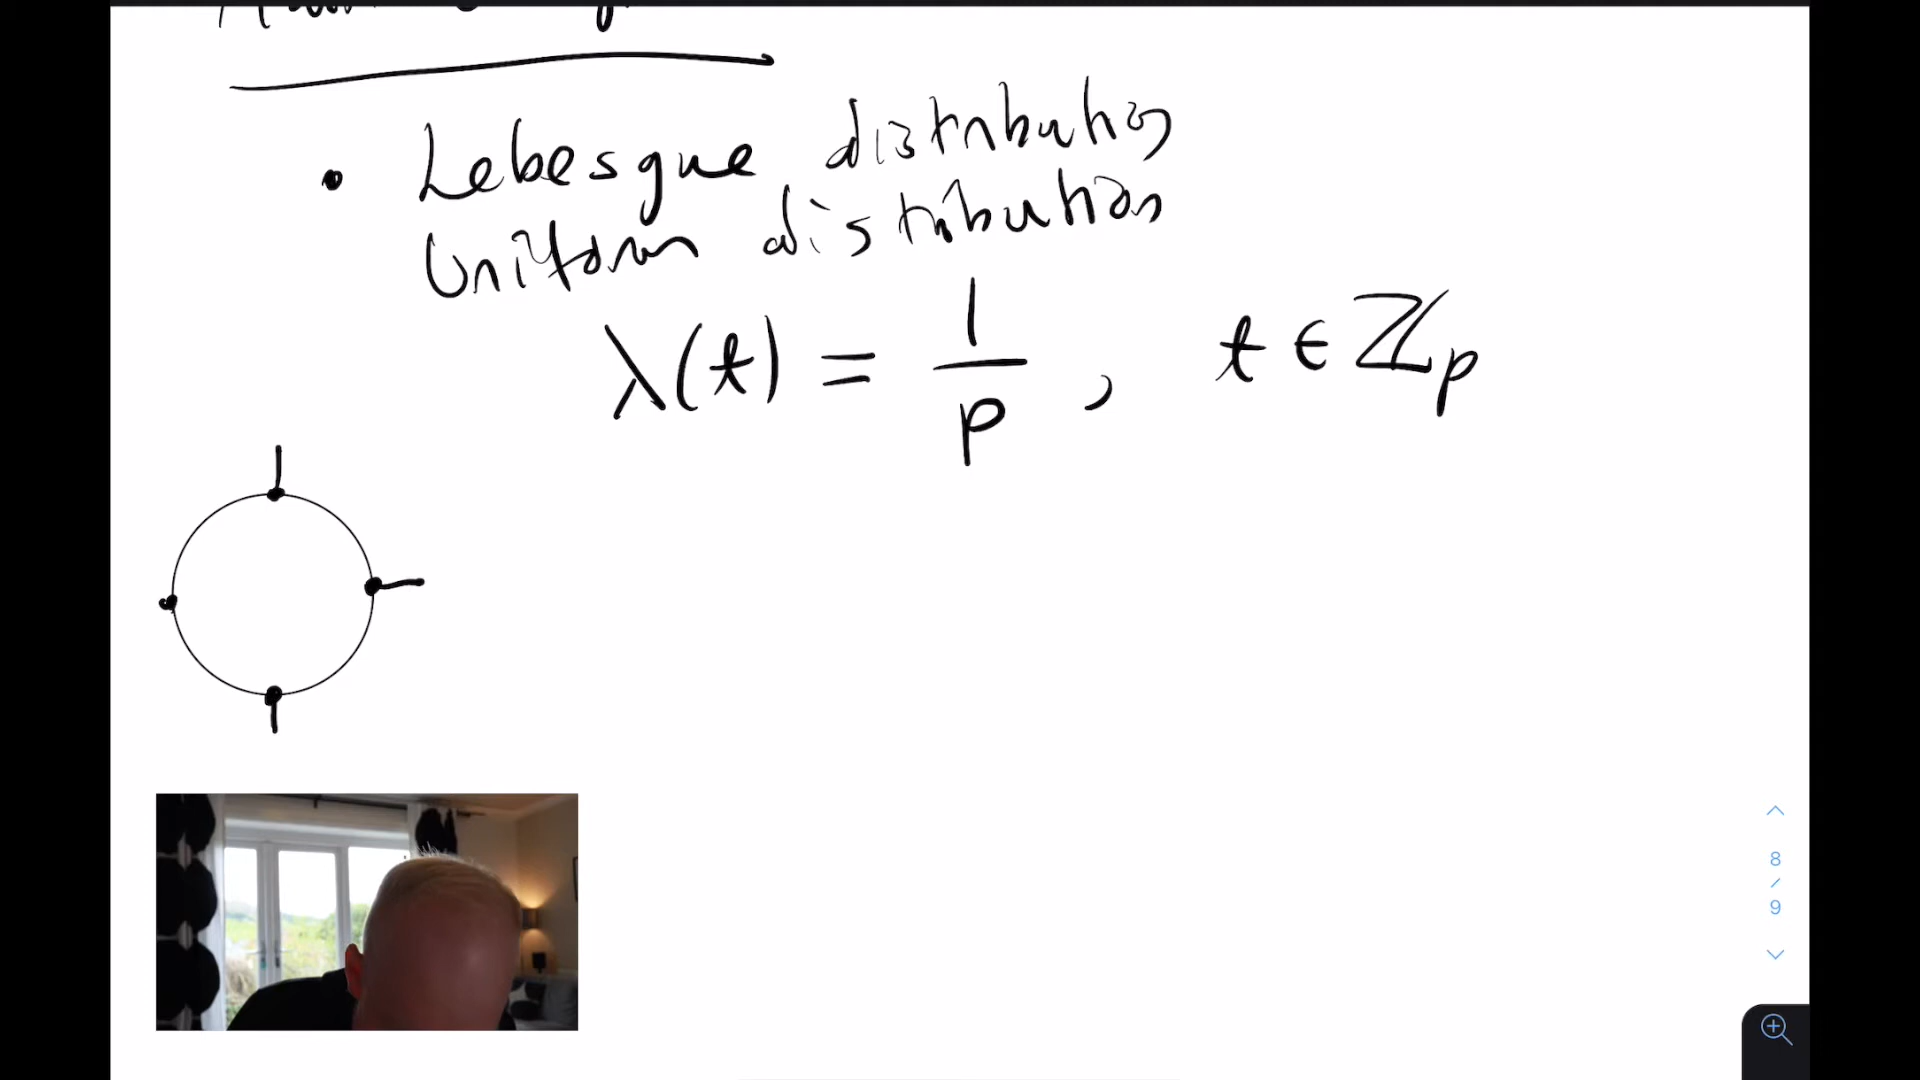 • Lebesgue distribution
Uniform distribution
λ(t) = 1/p , t ∈ ℤp
8
/
9